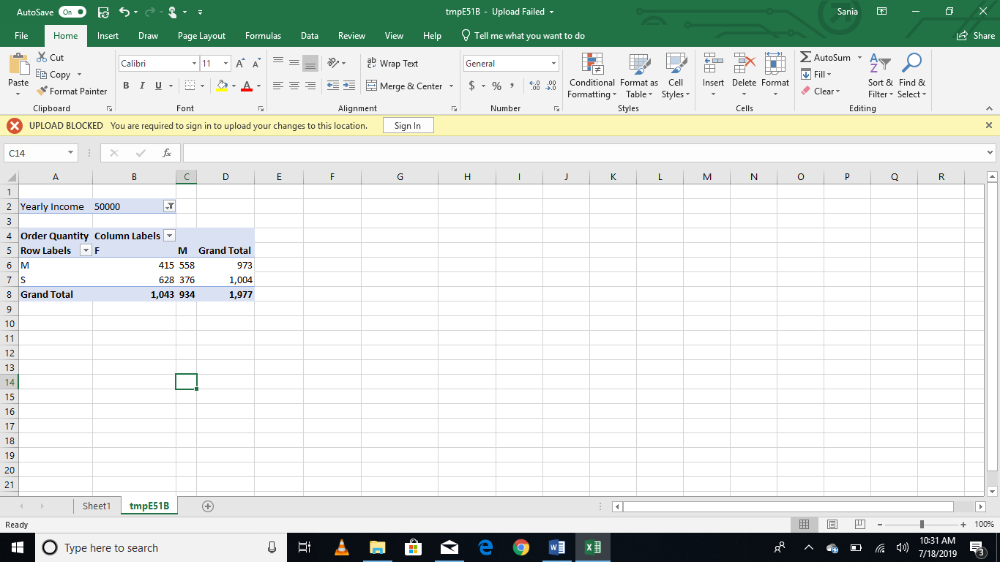 AutoSave On tmpE51B - Upload Failed Sania
File Home Insert Draw Page Layout Formulas Data Review View Help Tell me what you want to do Share
Paste Cut Copy Format Painter
Calibri 11 A A
B I U A
ab Wrap Text
Merge & Center
General
$ % , .00 .0
Conditional Formatting Format as Table Cell Styles
Insert Delete Format
AutoSum Fill Clear
Sort & Filter Find & Select
Clipboard Font Alignment Number Styles Cells Editing
UPLOAD BLOCKED You are required to sign in to upload your changes to this location. Sign In
C14 fx
A B C D E F G H I J K L M N O P Q R
1
2 Yearly Income 50000
3
4 Order Quantity Column Labels
5 Row Labels F M Grand Total
6 M 415 558 973
7 S 628 376 1,004
8 Grand Total 1,043 934 1,977
9
10
11
12
13
14
15
16
17
18
19
20
21
Sheet1 tmpE51B
Ready 100%
Type here to search
10:31 AM
7/18/2019 3